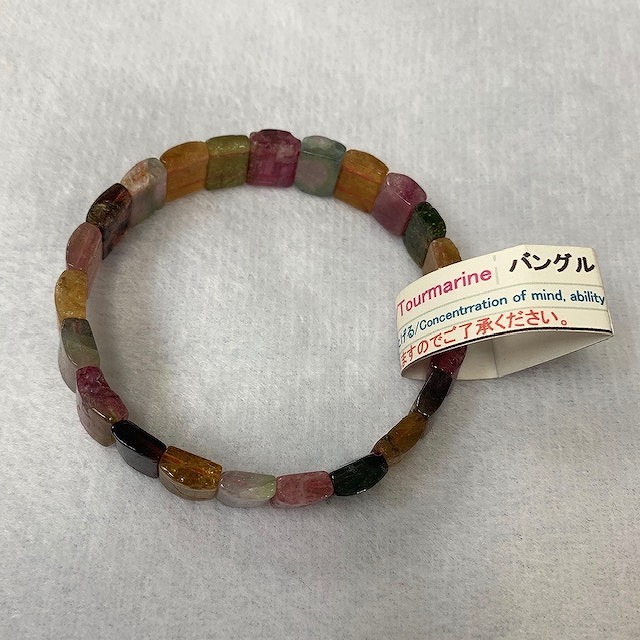 Tourmarine バングル
げる/Concentrration of mind, ability
ますのでご了承ください。